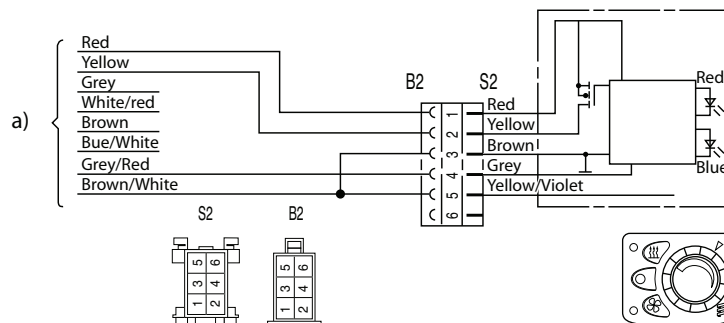 Red
Yellow
Grey
White/red
Brown
Bue/White
Grey/Red
Brown/White
a)
B2 S2
1
2
3
4
5
6
Red
Yellow
Brown
Grey
Yellow/Violet
Red
Blue
S2 B2
5 6
3 4
1 2
5 6
3 4
1 2